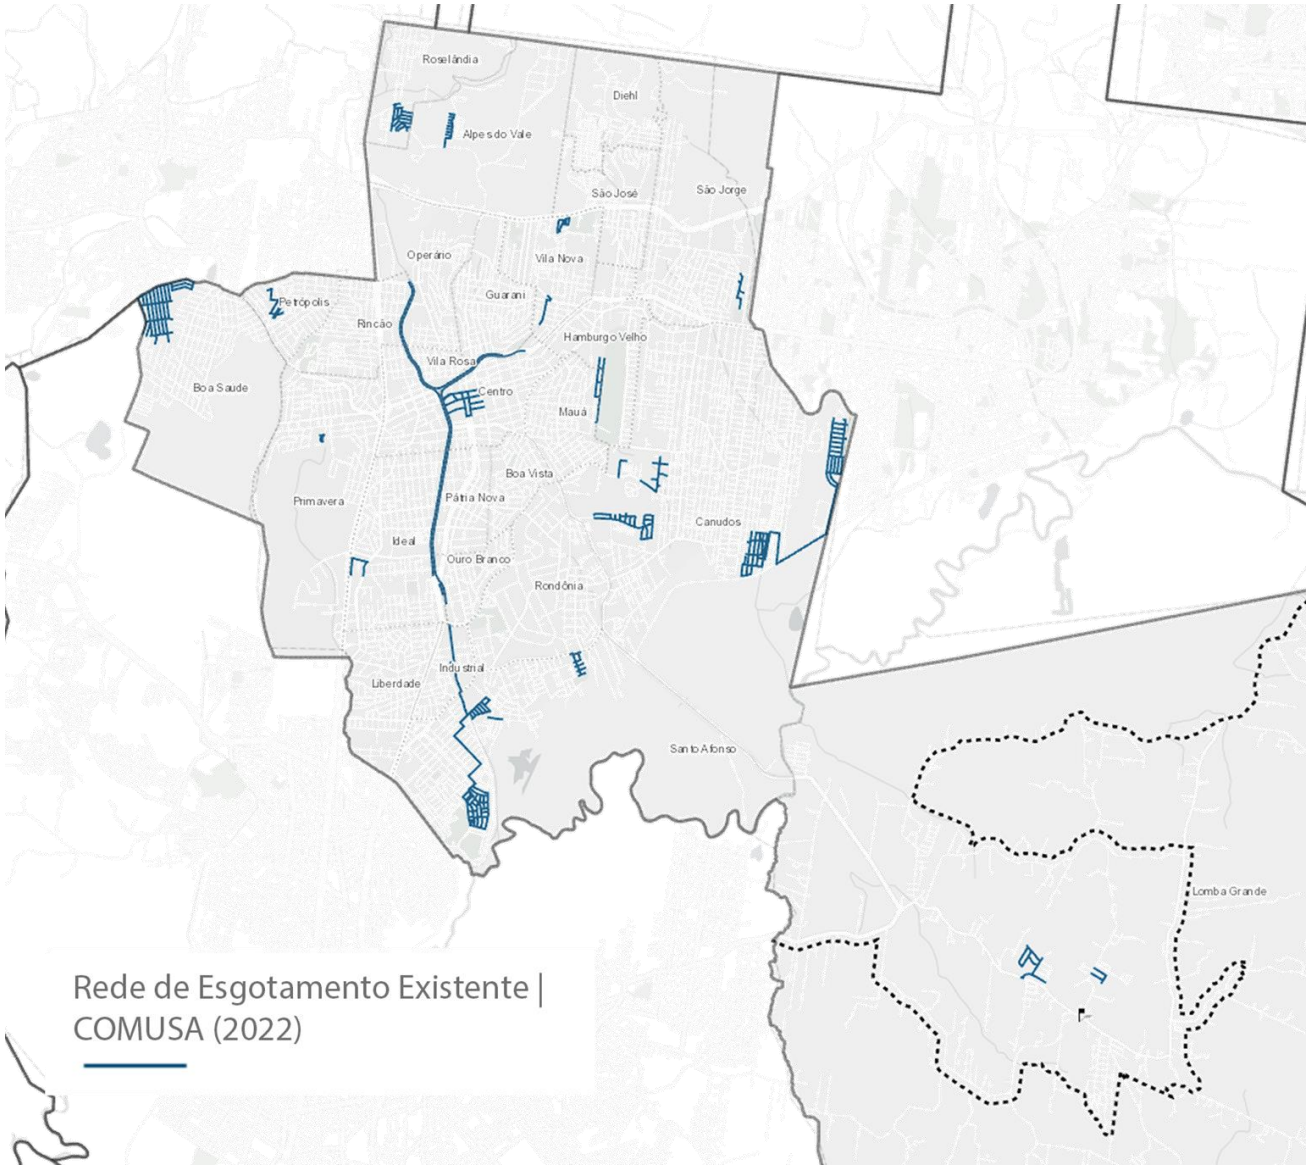 Roselândia
Diehl
Alpes do Vale
São José
São Jorge
Operário
Vila Nova
Guarani
Petrópolis
Rincão
Hamburgo Velho
Vila Rosa
Boa Saude
Centro
Mauá
Boa Vista
Primavera
Pátria Nova
Canudos
Ideal
Ouro Branco
Rondônia
Industrial
Liberdade
Santo Afonso
Lomba Grande
Rede de Esgotamento Existente |
COMUSA (2022)